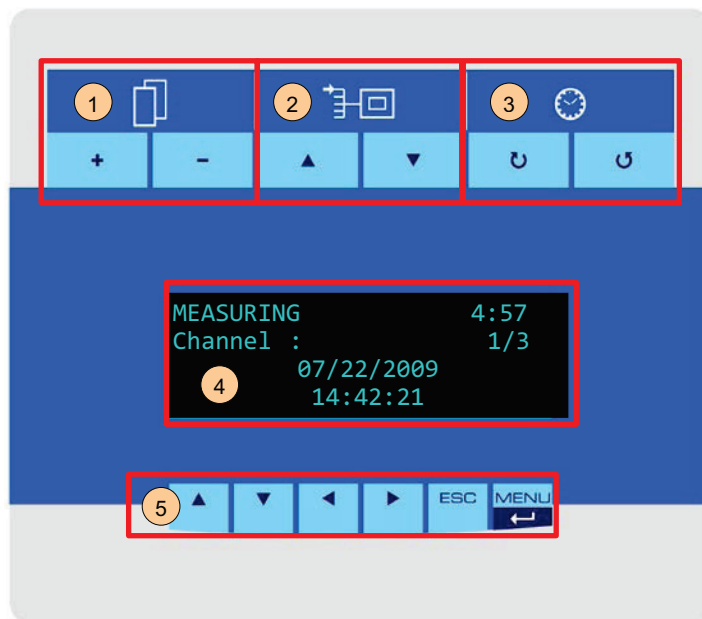 1 2 3
+ - ▲ ▼ ↻ ↺
MEASURING 4:57
Channel : 1/3
07/22/2009
4
14:42:21
5 ▲ ▼ ◀ ▶ ESC MENU
↵